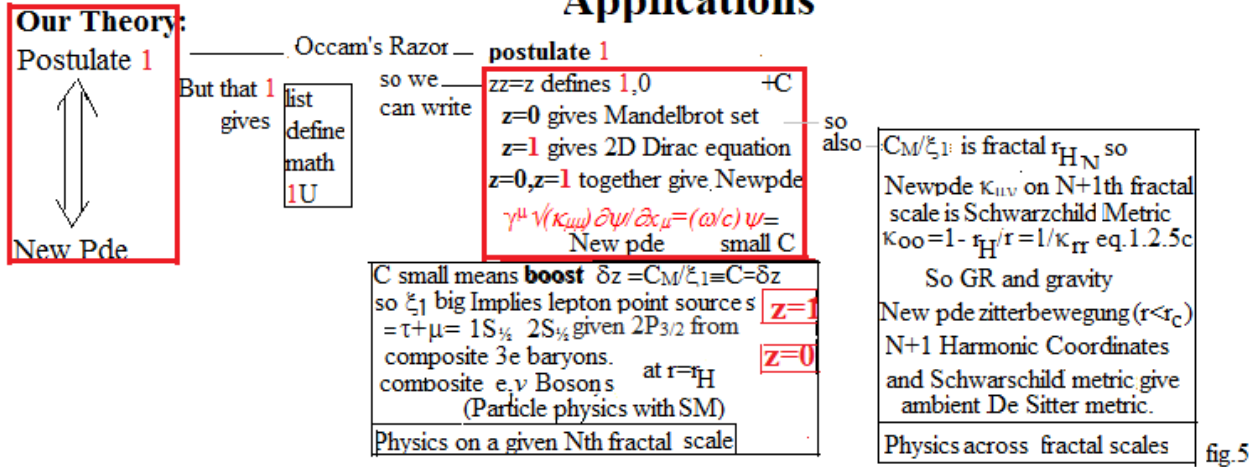 Applications
Our Theory:
Postulate 1
New Pde
Occam's Razor
But that 1
gives
list
define
math
1U
so we
can write
postulate 1
zz=z defines 1,0 +C
z=0 gives Mandelbrot set
z=1 gives 2D Dirac equation
z=0,z=1 together give Newpde
γ^μ √(κ_μμ) ∂ψ/∂x_μ=(ω/c) ψ=
New pde small C
so
also
C small means boost δz =C_M/ξ_1≡C=δz
so ξ_1 big Implies lepton point sources
=τ+μ= 1S_½ 2S_½ given 2P_3/2 from
composite 3e baryons.
composite e,ν Bosons at r=r_H
(Particle physics with SM)
z=1
z=0
Physics on a given Nth fractal scale
C_M/ξ_1 is fractal r_H_N so
Newpde κ_μν on N+1th fractal
scale is Schwarzchild Metric
κ_oo=1- r_H/r=1/κ_rr eq.1.2.5c
So GR and gravity
New pde zitterbewegung (r<r_c)
N+1 Harmonic Coordinates
and Schwarschild metric give
ambient De Sitter metric.
Physics across fractal scales
fig.5